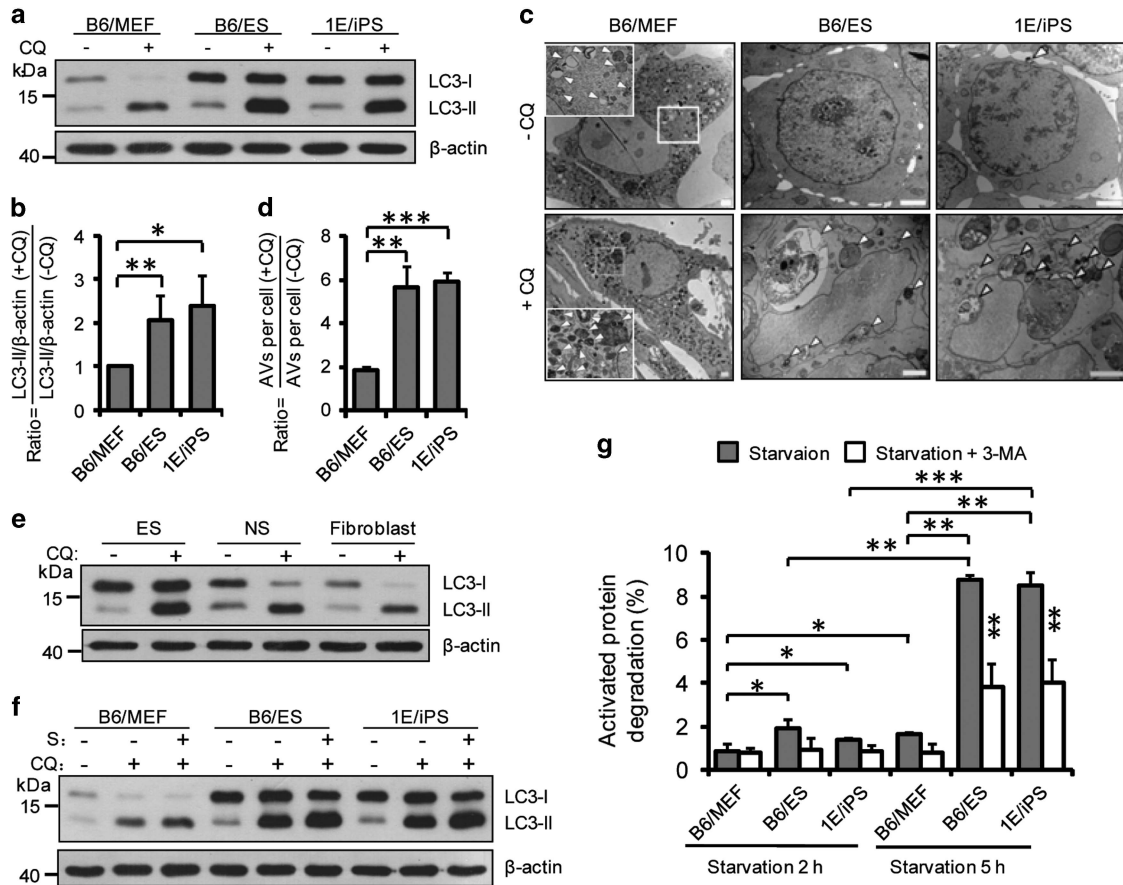 a
B6/MEF B6/ES 1E/iPS
CQ - + - + - +
kDa
15
LC3-I
LC3-II
40
β-actin
b
Ratio= LC3-II/β-actin (+CQ)
LC3-II/β-actin (-CQ)
4
3
2
1
0
*
**
B6/MEF B6/ES 1E/iPS
d
Ratio= AVs per cell (+CQ)
AVs per cell (-CQ)
8
6
4
2
0
***
**
B6/MEF B6/ES 1E/iPS
c
B6/MEF B6/ES 1E/iPS
- CQ
+ CQ
e
ES NS Fibroblast
CQ: - + - + - +
kDa
15
LC3-I
LC3-II
40
β-actin
f
B6/MEF B6/ES 1E/iPS
S: - - + - - + - - +
CQ: - + + - + + - + +
kDa
15
LC3-I
LC3-II
40
β-actin
g
Starvaion Starvation + 3-MA
***
**
**
**
*
*
*
**
**
Activated protein
degradation (%)
10
8
6
4
2
0
B6/MEF B6/ES 1E/iPS B6/MEF B6/ES 1E/iPS
Starvation 2 h Starvation 5 h